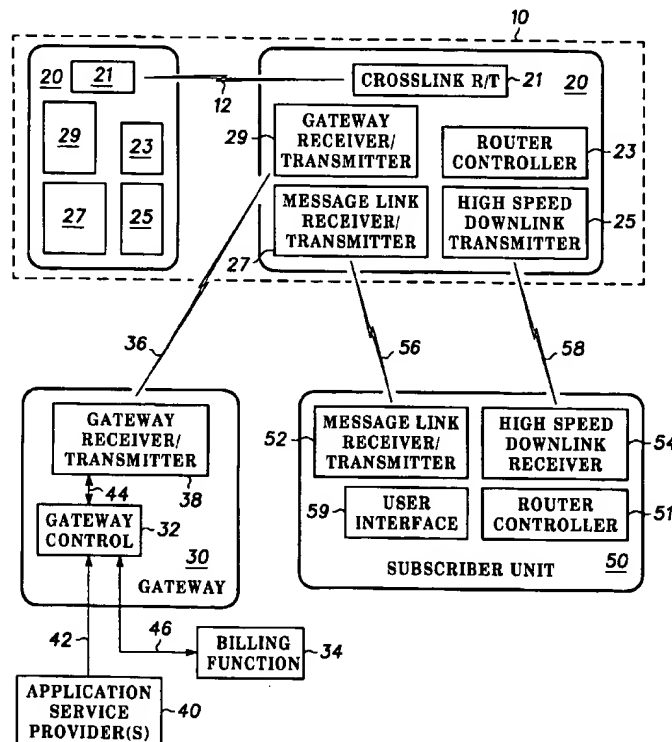 10
20
21
12
CROSSLINK R/T
21
20
29
23
27
25
29
GATEWAY
RECEIVER/
TRANSMITTER
ROUTER
CONTROLLER
23
MESSAGE LINK
RECEIVER/
TRANSMITTER
27
HIGH SPEED
DOWNLINK
TRANSMITTER
25
36
56
58
GATEWAY
RECEIVER/
TRANSMITTER
38
44
GATEWAY
CONTROL
32
30
GATEWAY
52
MESSAGE LINK
RECEIVER/
TRANSMITTER
HIGH SPEED
DOWNLINK
RECEIVER
54
59
USER
INTERFACE
ROUTER
CONTROLLER
51
SUBSCRIBER UNIT
50
42
46
BILLING
FUNCTION
34
APPLICATION
SERVICE
PROVIDER(S)
40